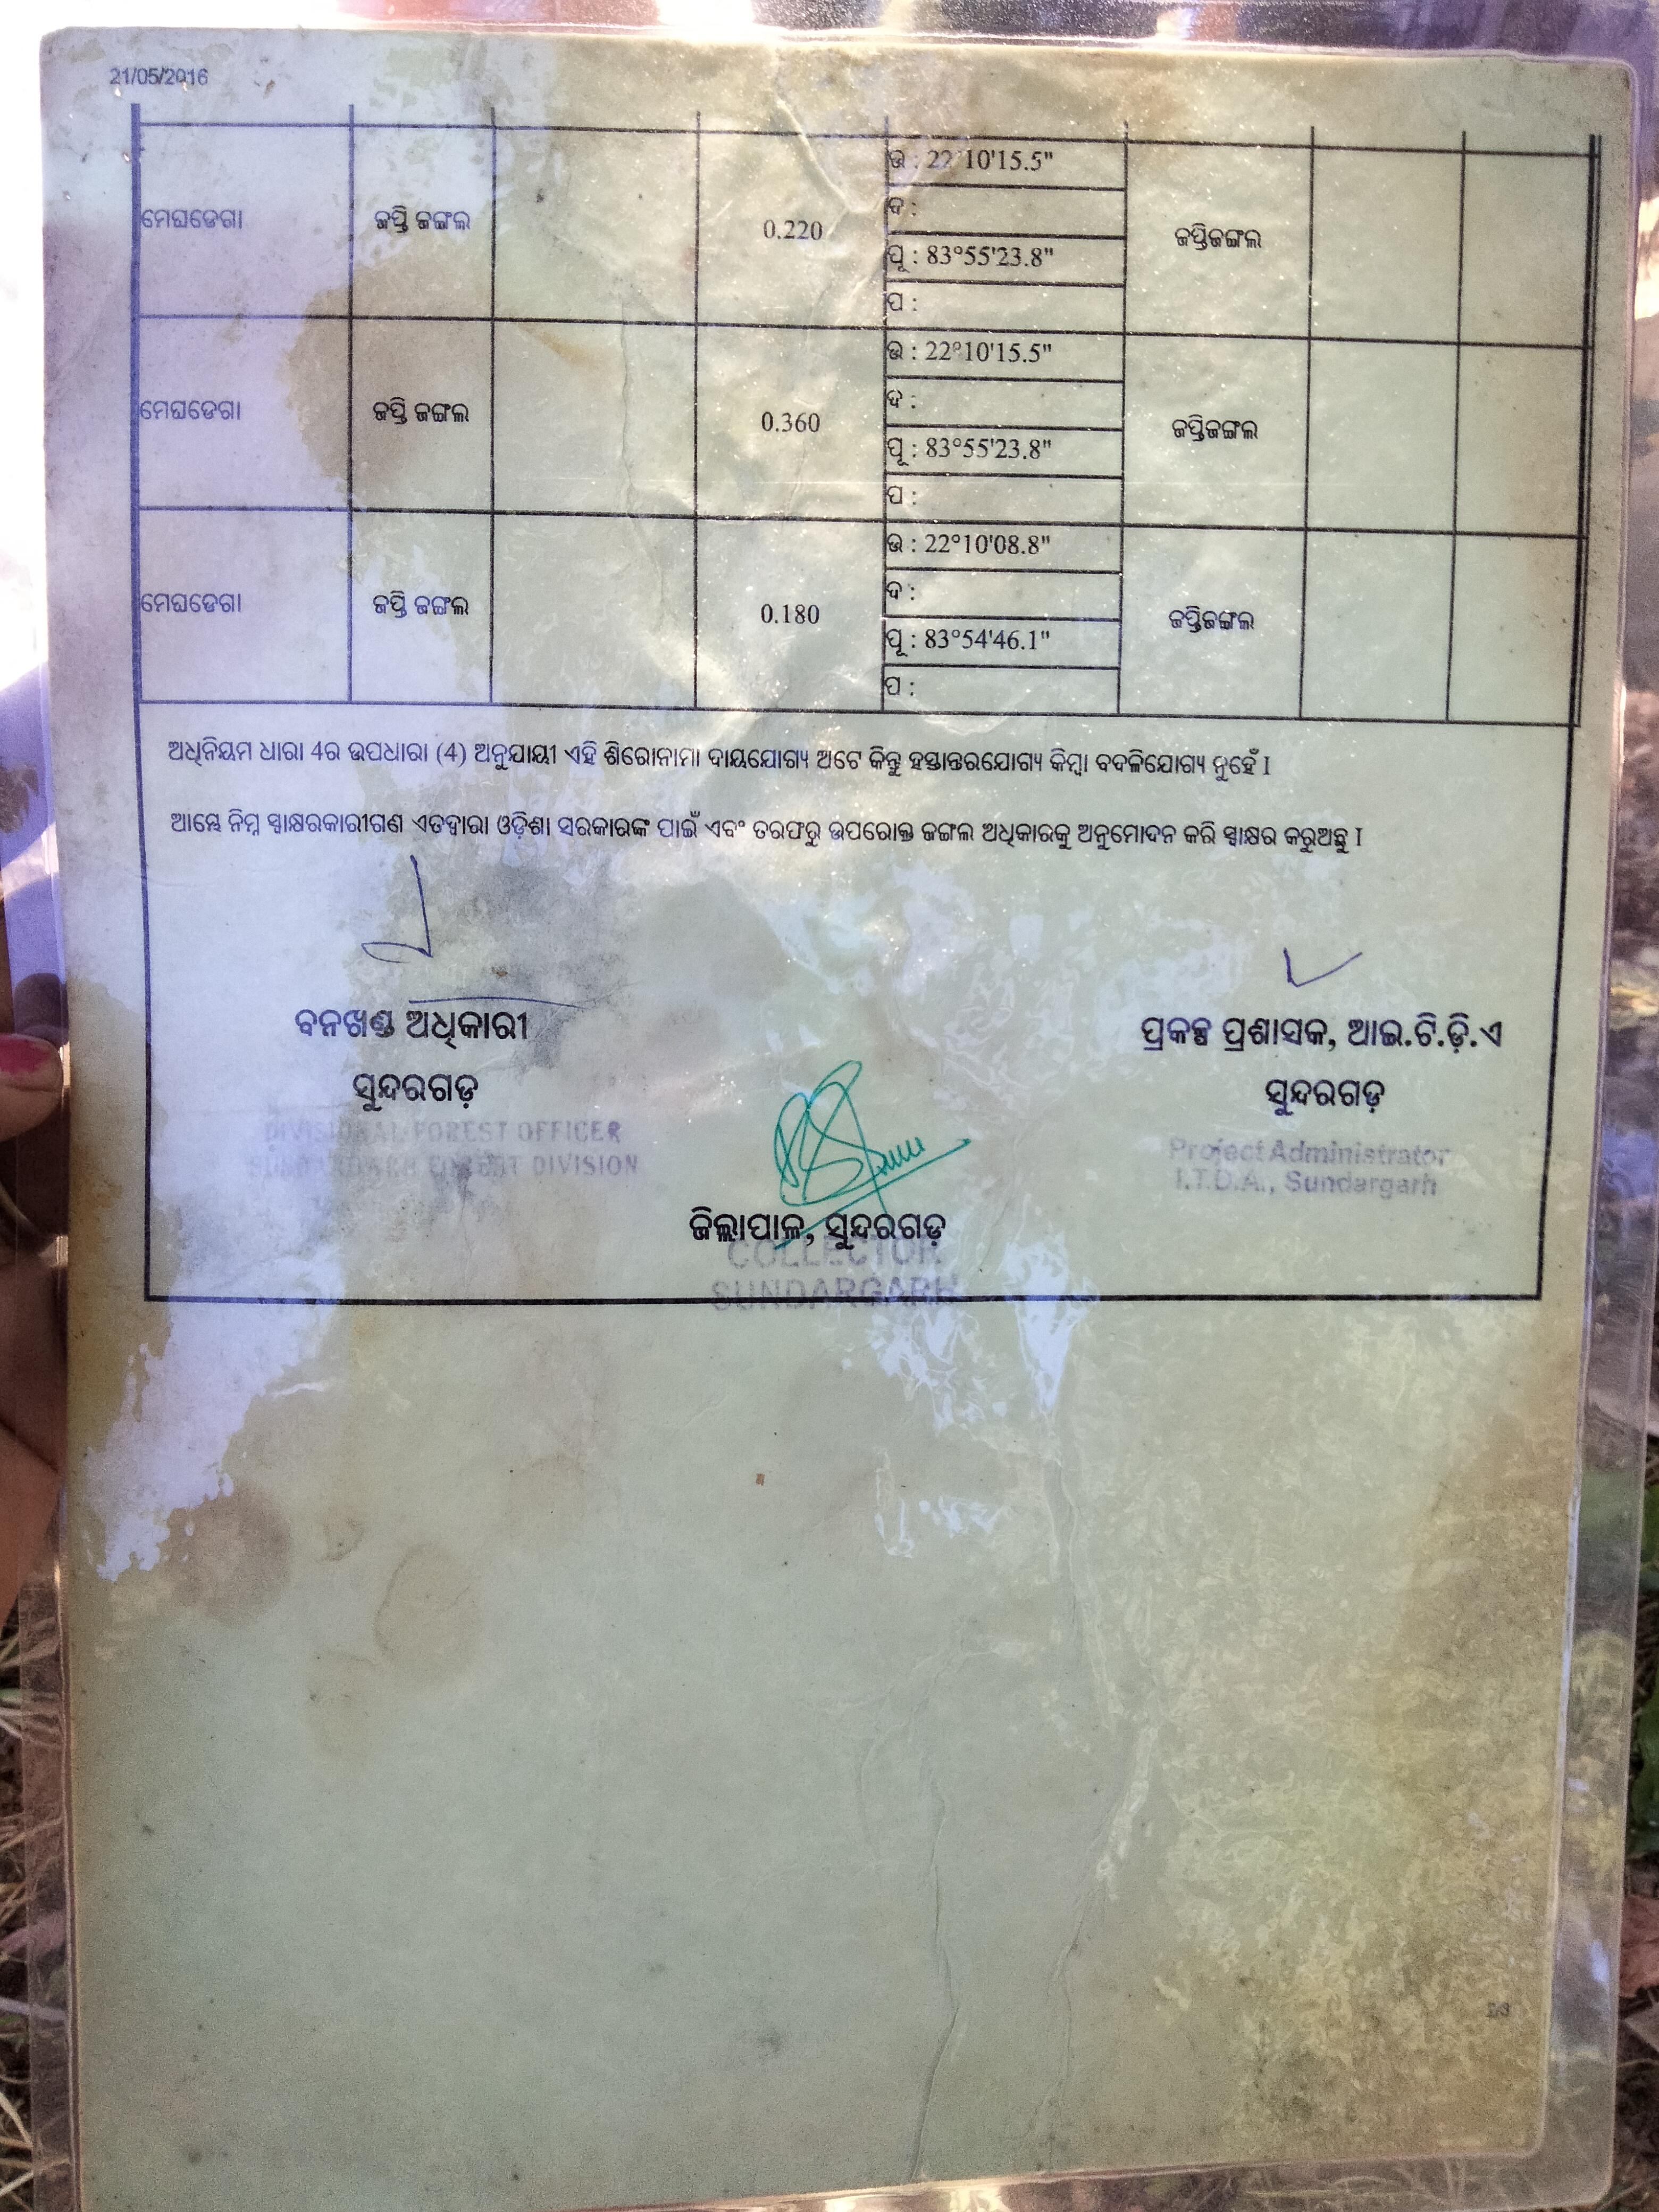 21/05/2016
ମେଘଡେଗା ଜପ୍ତି ଜଙ୍ଗଲ 0.220 ଉ : 22°10'15.5" ଜପ୍ତିଜଙ୍ଗଲ
ଦ :
ପୂ : 83°55'23.8"
ପ :
ମେଘଡେଗା ଜପ୍ତି ଜଙ୍ଗଲ 0.360 ଉ : 22°10'15.5" ଜପ୍ତିଜଙ୍ଗଲ
ଦ :
ପୂ : 83°55'23.8"
ପ :
ମେଘଡେଗା ଜପ୍ତି ଜଙ୍ଗଲ 0.180 ଉ : 22°10'08.8" ଜପ୍ତିଜଙ୍ଗଲ
ଦ :
ପୂ : 83°54'46.1"
ପ :
ଅଧିନିୟମ ଧାରା 4ର ଉପଧାରା (4) ଅନୁଯାୟୀ ଏହି ଶିରୋନାମା ଦାୟଯୋଗ୍ୟ ଅଟେ କିନ୍ତୁ ହସ୍ତାନ୍ତରଯୋଗ୍ୟ କିମ୍ବା ବଦଳିଯୋଗ୍ୟ ନୁହେଁ I
ଆମ୍ଭେ ନିମ୍ନ ସ୍ୱାକ୍ଷରକାରୀଗଣ ଏତଦ୍ଵାରା ଓଡ଼ିଶା ସରକାରଙ୍କ ପାଇଁ ଏବଂ ତରଫରୁ ଉପରୋକ୍ତ ଜଙ୍ଗଲ ଅଧିକାରକୁ ଅନୁମୋଦନ କରି ସ୍ୱାକ୍ଷର କରୁଅଛୁ I
ବନଖଣ୍ଡ ଅଧିକାରୀ
ସୁନ୍ଦରଗଡ଼
DIVISIONAL FOREST OFFICER
SUNDARGARH FOREST DIVISION
ପ୍ରକଳ୍ପ ପ୍ରଶାସକ, ଆଇ.ଟି.ଡ଼ି.ଏ
ସୁନ୍ଦରଗଡ଼
Project Administrator
I.T.D.A., Sundargarh
ଜିଲ୍ଲାପାଳ, ସୁନ୍ଦରଗଡ଼
COLLECTOR
SUNDARGARH